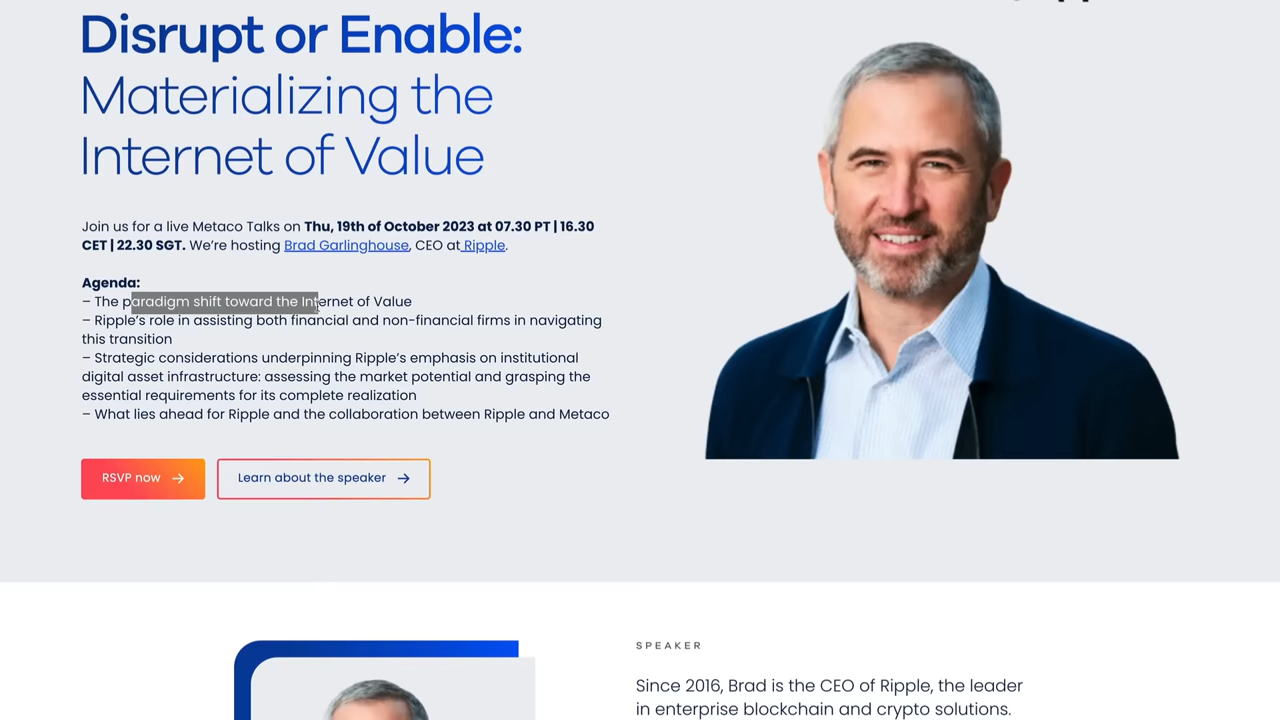 Disrupt or Enable:
Materializing the
Internet of Value
Join us for a live Metaco Talks on Thu, 19th of October 2023 at 07.30 PT | 16.30
CET | 22.30 SGT. We’re hosting Brad Garlinghouse, CEO at Ripple.
Agenda:
– The paradigm shift toward the Internet of Value
– Ripple’s role in assisting both financial and non-financial firms in navigating
this transition
– Strategic considerations underpinning Ripple’s emphasis on institutional
digital asset infrastructure: assessing the market potential and grasping the
essential requirements for its complete realization
– What lies ahead for Ripple and the collaboration between Ripple and Metaco
RSVP now →
Learn about the speaker →
SPEAKER
Since 2016, Brad is the CEO of Ripple, the leader
in enterprise blockchain and crypto solutions.